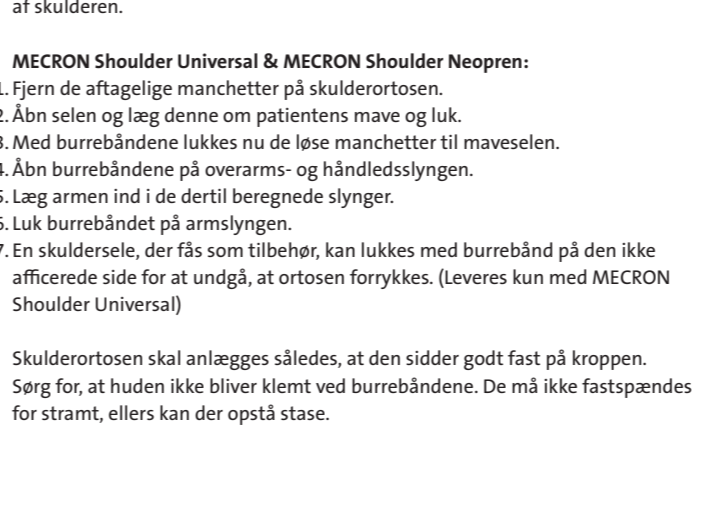 af skulderen.
MECRON Shoulder Universal & MECRON Shoulder Neopren:
1. Fjern de aftagelige manchetter på skulderortosen.
2. Åbn selen og læg denne om patientens mave og luk.
3. Med burrebåndene lukkes nu de løse manchetter til maveselen.
4. Åbn burrebåndene på overarms- og håndledsslyngen.
5. Læg armen ind i de dertil beregnede slynger.
6. Luk burrebåndet på armslyngen.
7. En skuldersele, der fås som tilbehør, kan lukkes med burrebånd på den ikke
afficerede side for at undgå, at ortosen forrykkes. (Leveres kun med MECRON
Shoulder Universal)
Skulderortosen skal anlægges således, at den sidder godt fast på kroppen.
Sørg for, at huden ikke bliver klemt ved burrebåndene. De må ikke fastspændes
for stramt, ellers kan der opstå stase.